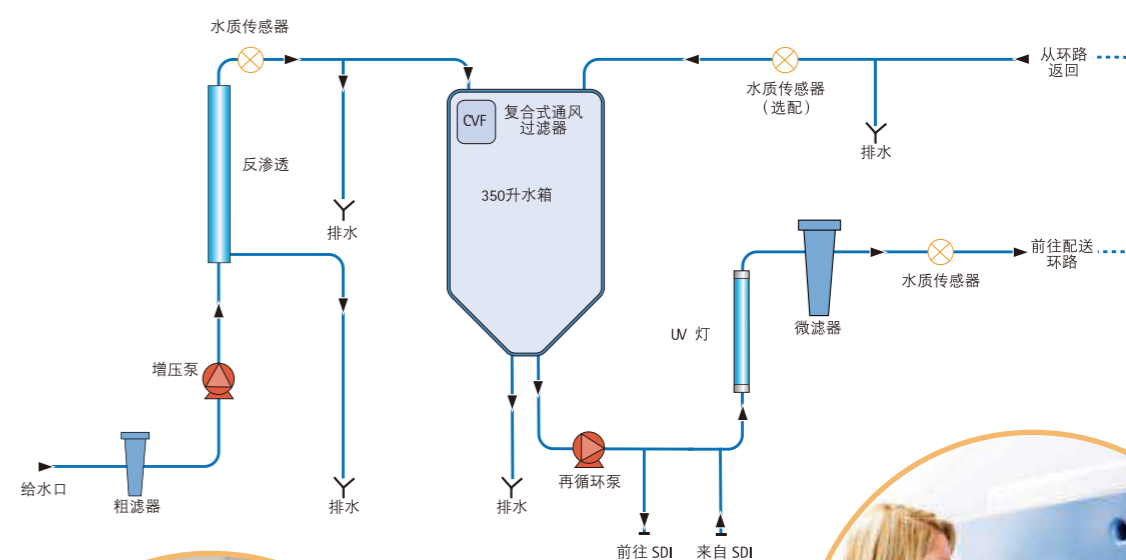 水质传感器
从环路
返回
水质传感器
（选配）
CVF
复合式通风
过滤器
反渗透
排水
350升水箱
排水
前往配送
环路
水质传感器
微滤器
UV 灯
增压泵
再循环泵
给水口
粗滤器
排水
排水
前往 SDI
来自 SDI